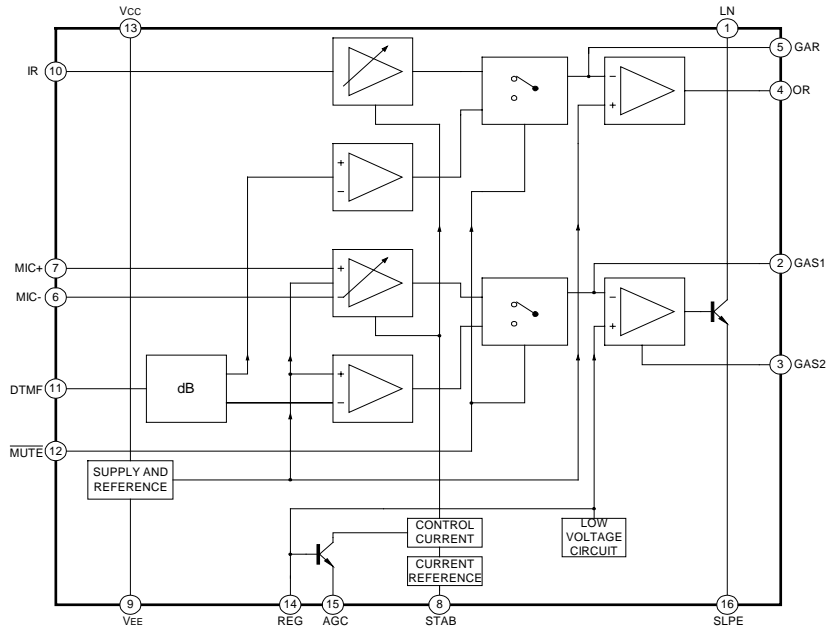 VCC
LN
13
1
5 GAR
IR 10
4 OR
−
+
+
−
MIC+ 7
+
2 GAS1
MIC- 6
−
−
+
3 GAS2
DTMF 11
dB
+
−
MUTE 12
SUPPLY AND
REFERENCE
CONTROL
CURRENT
LOW
VOLTAGE
CIRCUIT
CURRENT
REFERENCE
9
14
15
8
16
VEE
REG
AGC
STAB
SLPE